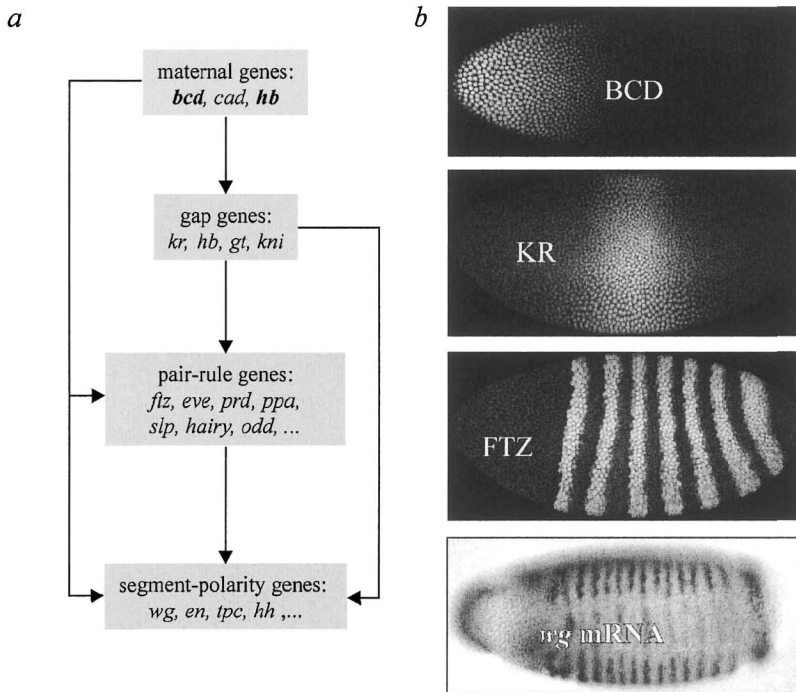 a
maternal genes:
bcd, cad, hb
gap genes:
kr, hb, gt, kni
pair-rule genes:
ftz, eve, prd, ppa,
slp, hairy, odd, ...
segment-polarity genes:
wg, en, tpc, hh ,...
b
BCD
KR
FTZ
wg mRNA